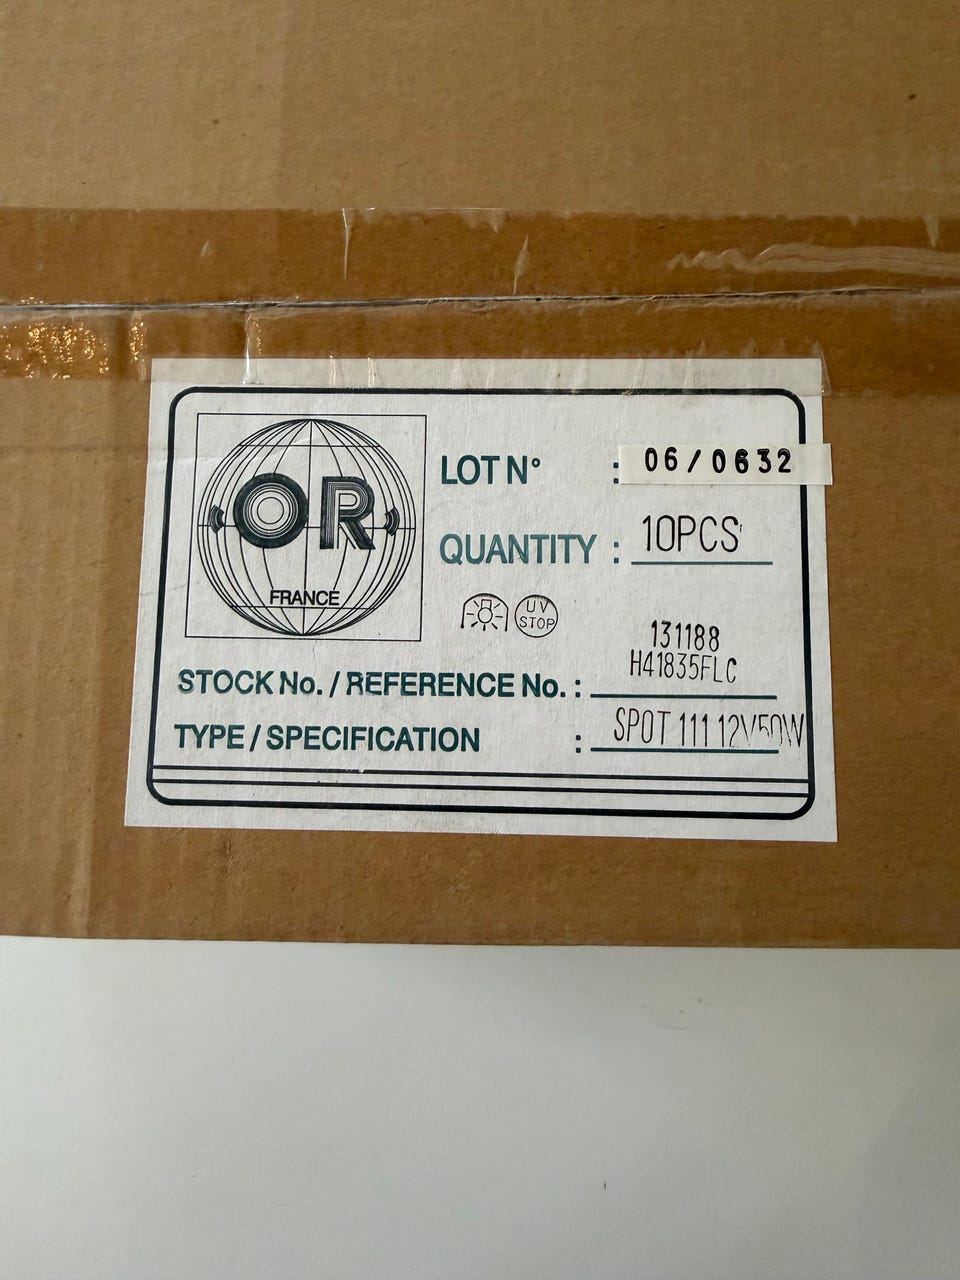 OR
FRANCE
LOT N° : 06/0632
QUANTITY : 10PCS
UV
STOP
131188
H41835FLC
STOCK No. / REFERENCE No. :
TYPE / SPECIFICATION : SPOT 111 12V50W